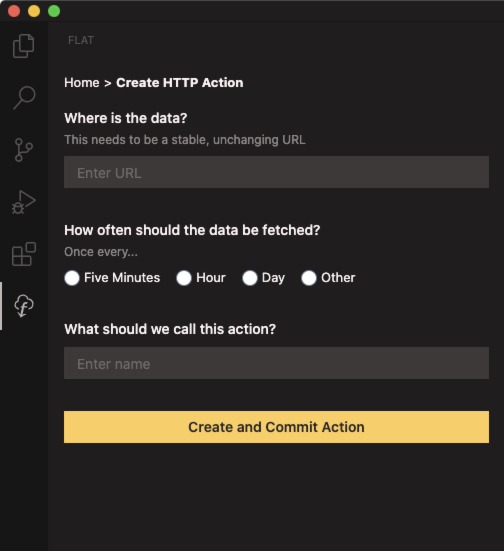 FLAT
Home > Create HTTP Action
Where is the data?
This needs to be a stable, unchanging URL
Enter URL
How often should the data be fetched?
Once every...
Five Minutes Hour Day Other
What should we call this action?
Enter name
Create and Commit Action